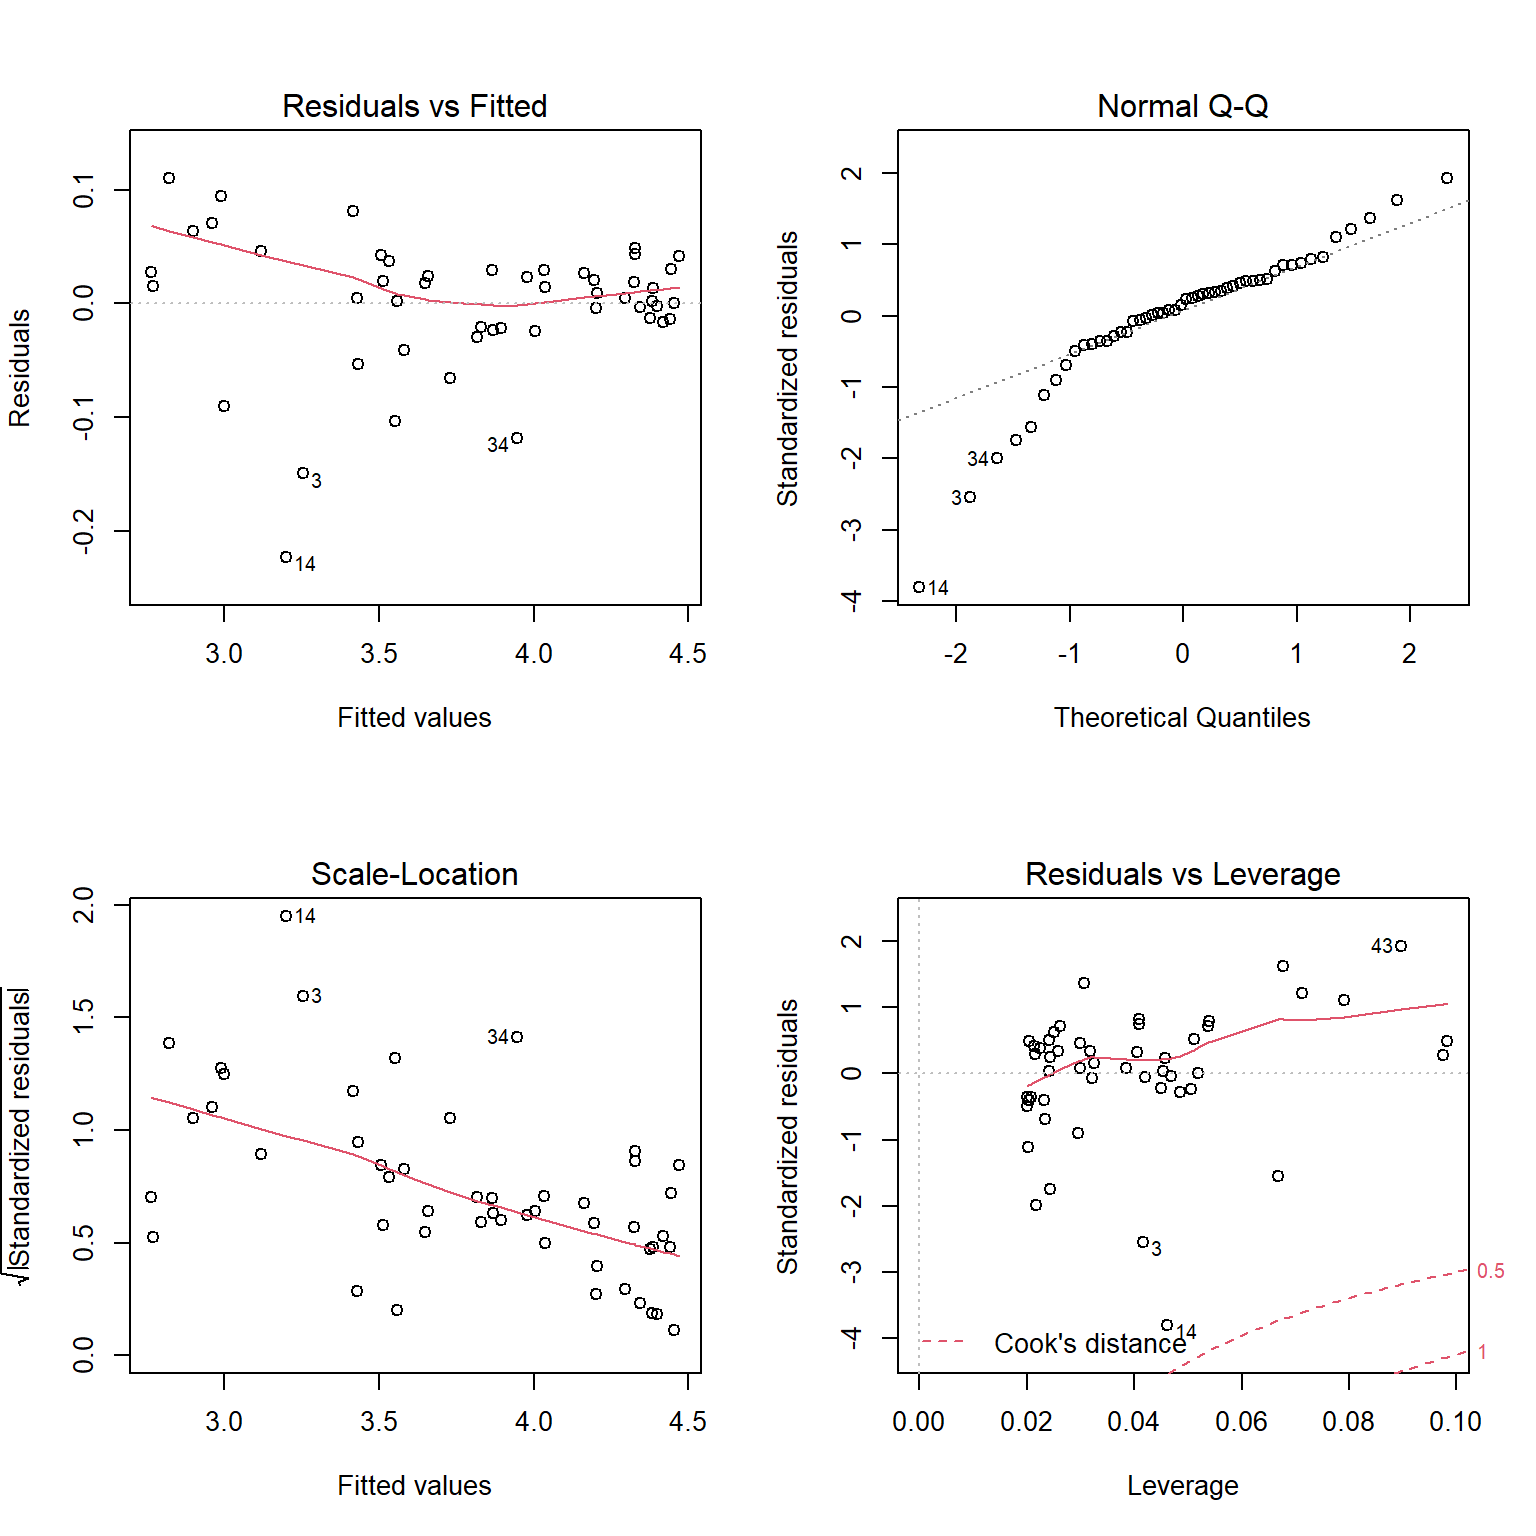 Residuals vs Fitted
Residuals
0.1
0.0
-0.1
-0.2
34
3
14
3.0 3.5 4.0 4.5
Fitted values
Normal Q-Q
Standardized residuals
2
1
0
-1
-2
-3
-4
34
3
14
-2 -1 0 1 2
Theoretical Quantiles
Scale-Location
√|Standardized residuals|
2.0
1.5
1.0
0.5
0.0
14
3
34
3.0 3.5 4.0 4.5
Fitted values
Residuals vs Leverage
Standardized residuals
2
1
0
-1
-2
-3
-4
43
3
14
0.5
1
Cook's distance
0.00 0.02 0.04 0.06 0.08 0.10
Leverage